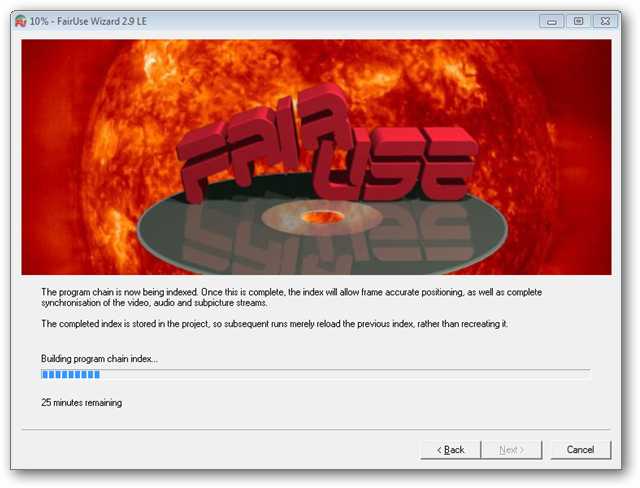 10% - FairUse Wizard 2.9 LE
FAIR
USE
The program chain is now being indexed. Once this is complete, the index will allow frame accurate positioning, as well as complete
synchronisation of the video, audio and subpicture streams.
The completed index is stored in the project, so subsequent runs merely reload the previous index, rather than recreating it.
Building program chain index...
25 minutes remaining
< Back
Next >
Cancel